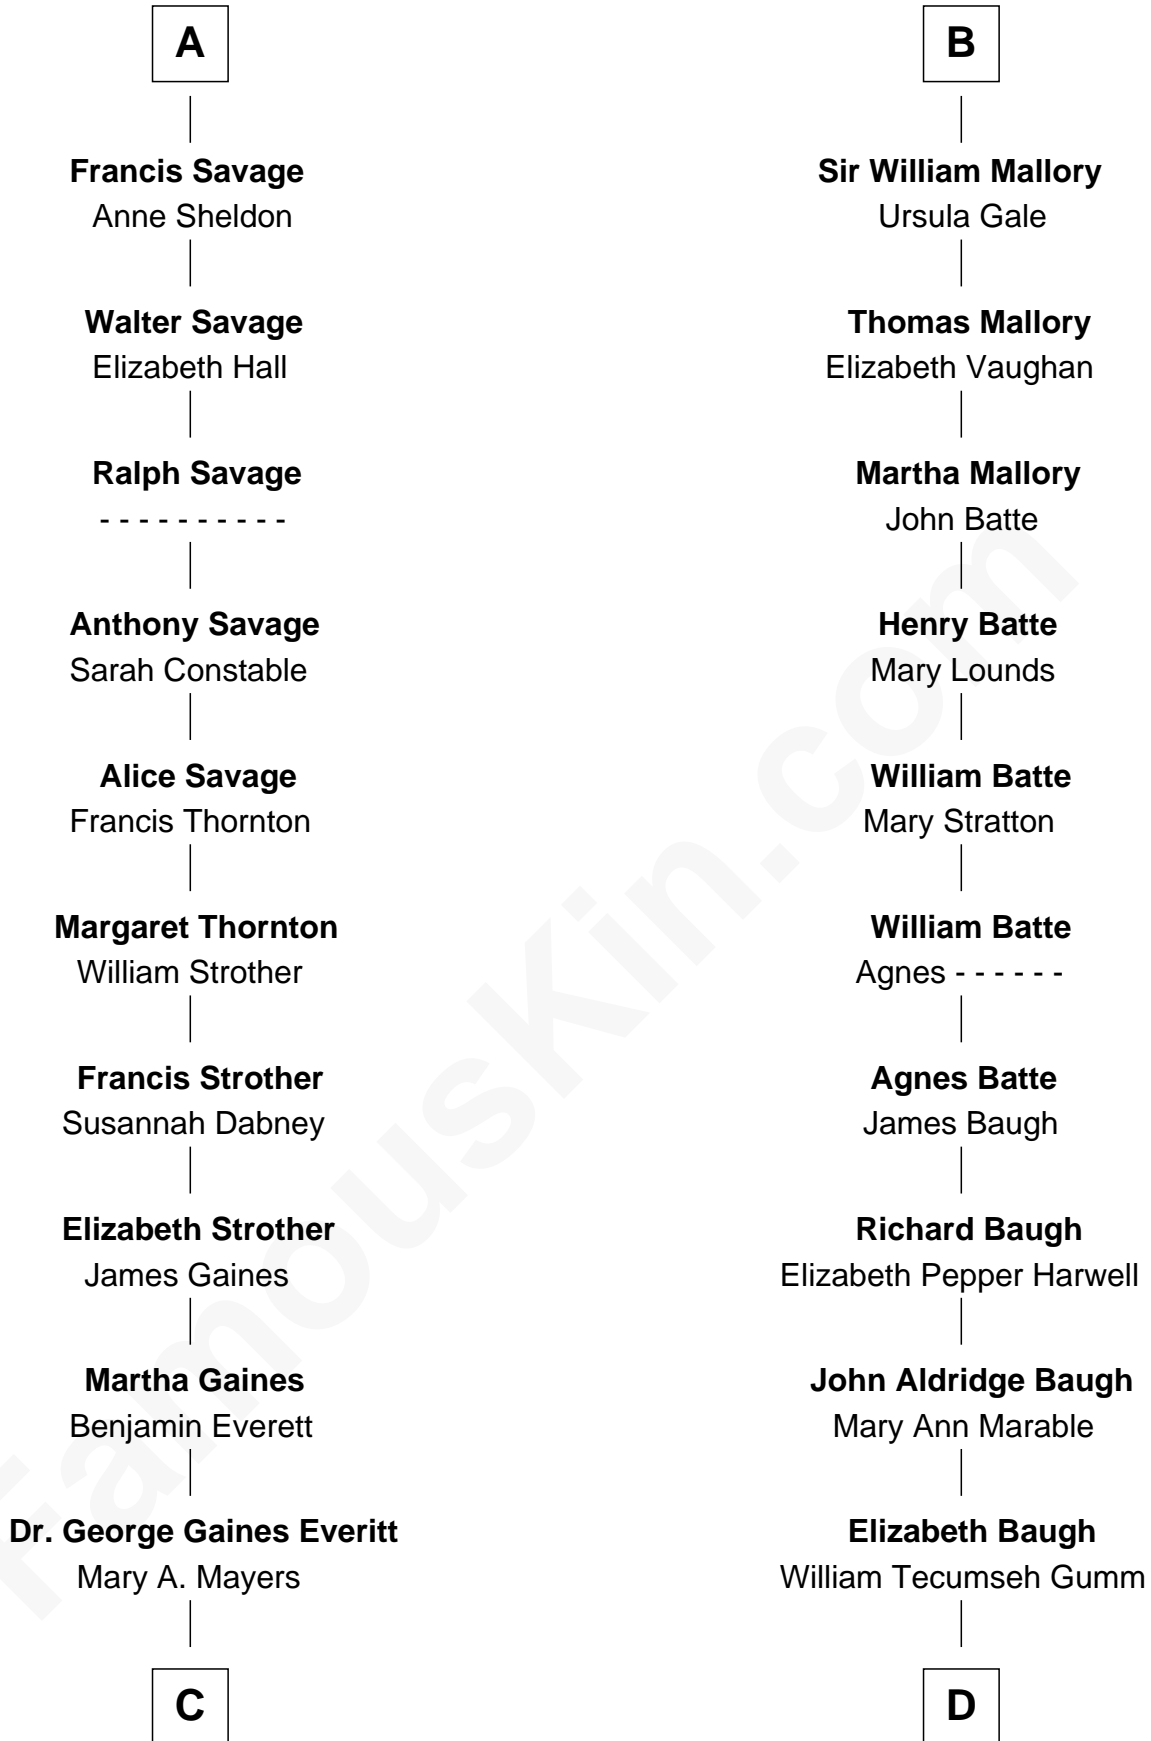 A
Francis Savage
Anne Sheldon
Walter Savage
Elizabeth Hall
Ralph Savage
- - - - - - - - - -
Anthony Savage
Sarah Constable
Alice Savage
Francis Thornton
Margaret Thornton
William Strother
Francis Strother
Susannah Dabney
Elizabeth Strother
James Gaines
Martha Gaines
Benjamin Everett
Dr. George Gaines Everitt
Mary A. Mayers
C
B
Sir William Mallory
Ursula Gale
Thomas Mallory
Elizabeth Vaughan
Martha Mallory
John Batte
Henry Batte
Mary Lounds
William Batte
Mary Stratton
William Batte
Agnes - - - - - -
Agnes Batte
James Baugh
Richard Baugh
Elizabeth Pepper Harwell
John Aldridge Baugh
Mary Ann Marable
Elizabeth Baugh
William Tecumseh Gumm
D
FamousKin.com